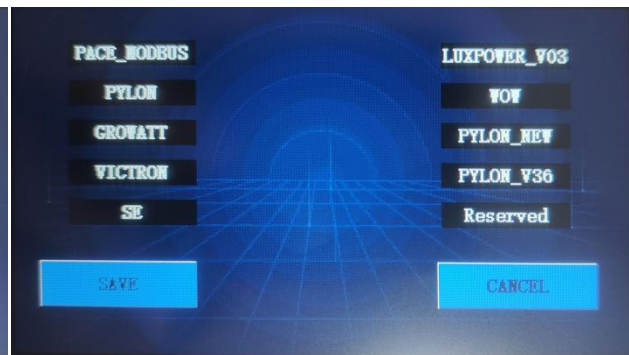 PACE_MODBUS
LUXPOWER_V03
PYLON
WOW
GROWATT
PYLON_NEW
VICTRON
PYLON_V36
SE
Reserved
SAVE
CANCEL